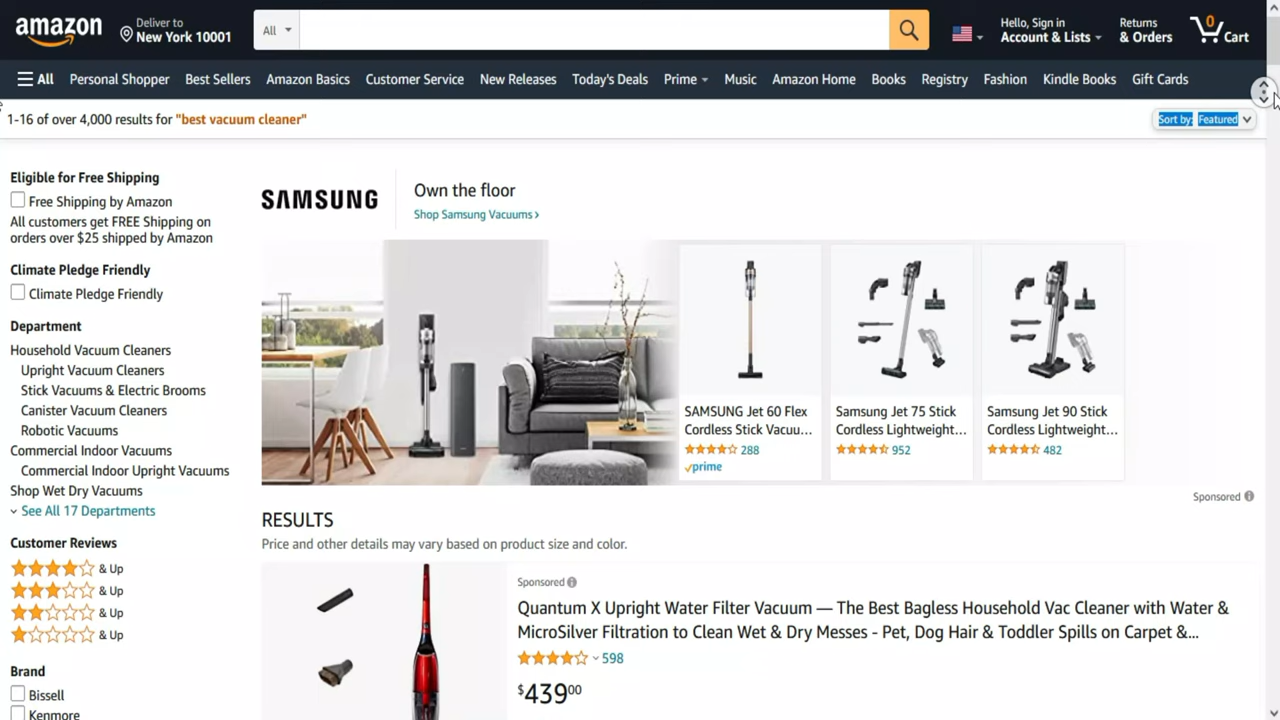 amazon
Deliver to
New York 10001
All
Hello, Sign in
Account & Lists
Returns
& Orders
0
Cart
All
Personal Shopper
Best Sellers
Amazon Basics
Customer Service
New Releases
Today's Deals
Prime
Music
Amazon Home
Books
Registry
Fashion
Kindle Books
Gift Cards
1-16 of over 4,000 results for "best vacuum cleaner"
Sort by: Featured
Eligible for Free Shipping
Free Shipping by Amazon
All customers get FREE Shipping on
orders over $25 shipped by Amazon
Climate Pledge Friendly
Climate Pledge Friendly
Department
Household Vacuum Cleaners
Upright Vacuum Cleaners
Stick Vacuums & Electric Brooms
Canister Vacuum Cleaners
Robotic Vacuums
Commercial Indoor Vacuums
Commercial Indoor Upright Vacuums
Shop Wet Dry Vacuums
See All 17 Departments
Customer Reviews
& Up
& Up
& Up
& Up
Brand
Bissell
Kenmore
SAMSUNG
Own the floor
Shop Samsung Vacuums ›
SAMSUNG Jet 60 Flex
Cordless Stick Vacuu...
288
prime
Samsung Jet 75 Stick
Cordless Lightweight...
952
Samsung Jet 90 Stick
Cordless Lightweight...
482
Sponsored
RESULTS
Price and other details may vary based on product size and color.
Sponsored
Quantum X Upright Water Filter Vacuum — The Best Bagless Household Vac Cleaner with Water &
MicroSilver Filtration to Clean Wet & Dry Messes - Pet, Dog Hair & Toddler Spills on Carpet &...
598
$43900